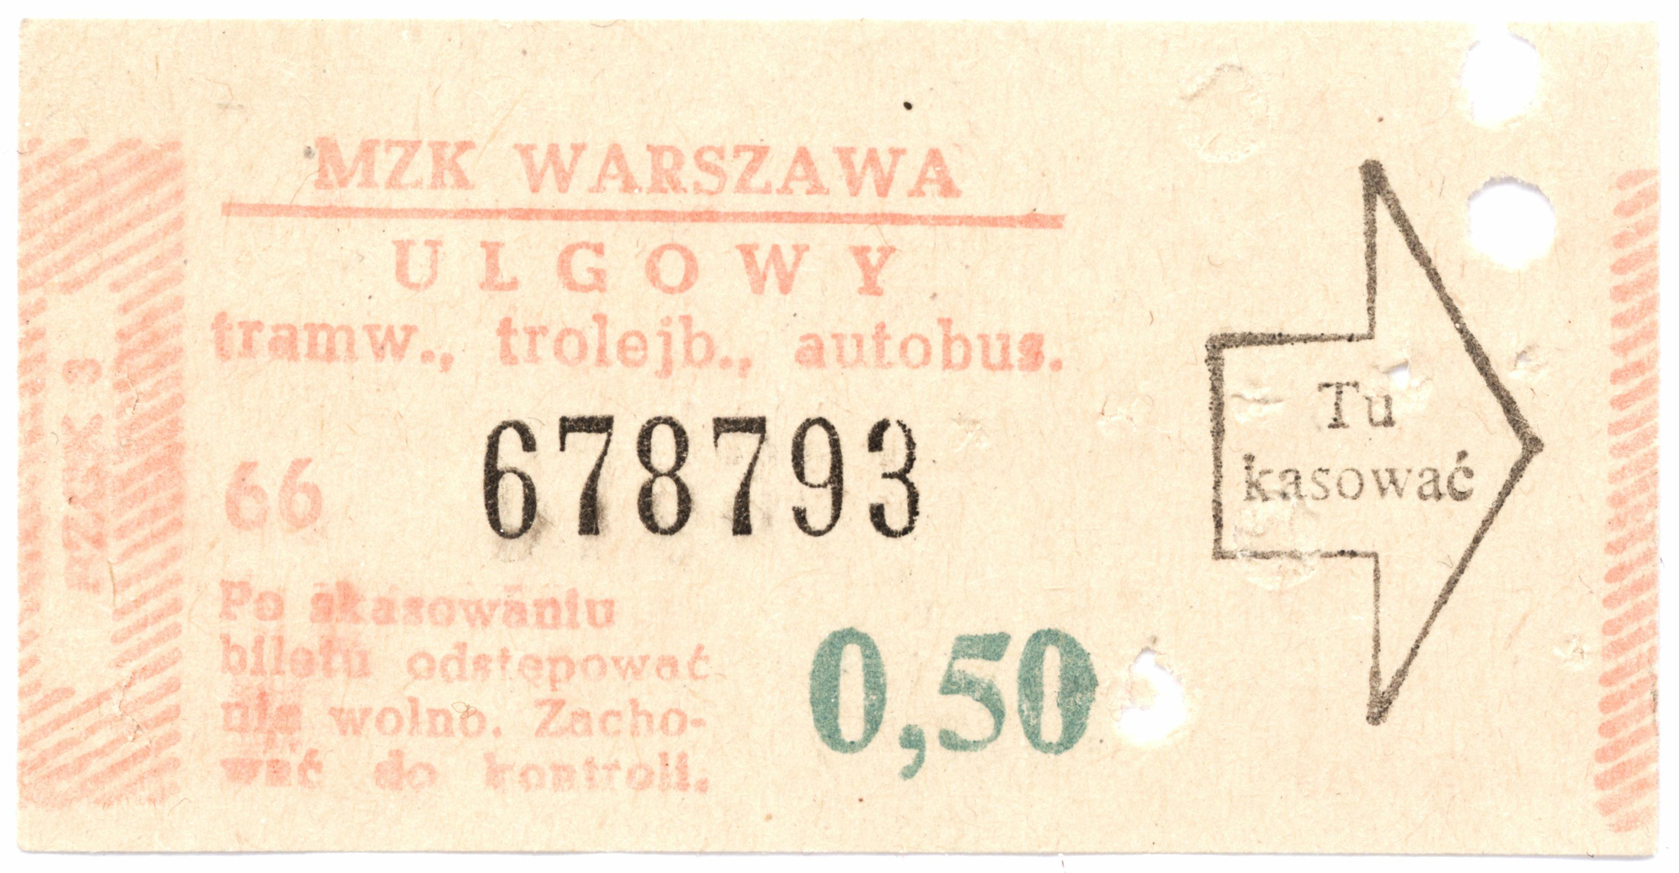 MZK WARSZAWA
ULGOWY
tramw., trolejb., autobus.
678793
66
Po skasowaniu
biletu odstępować
nie wolno. Zacho-
wać do kontroli.
0,50
Tu
kasować